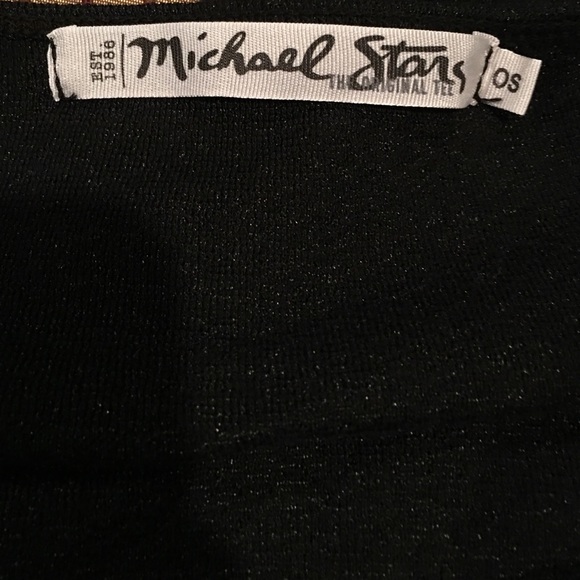 EST. 1986
Michael Stars
THE ORIGINAL TEE
OS